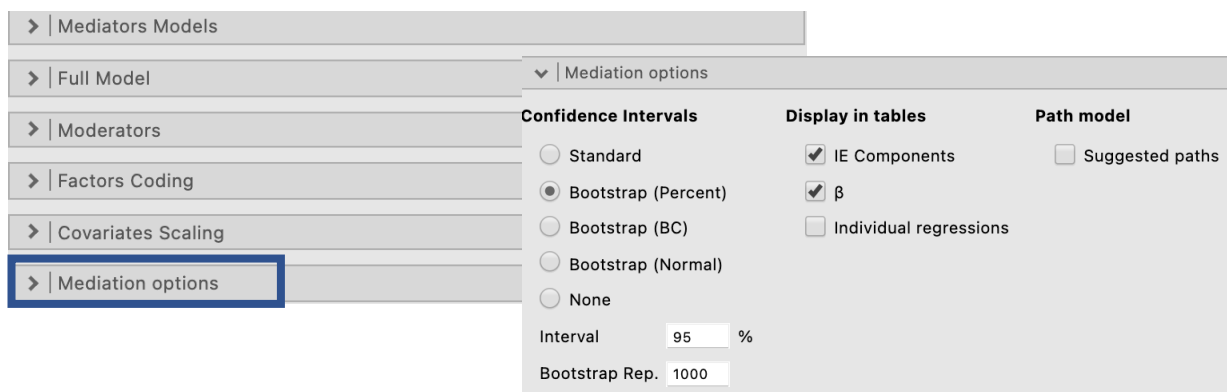 Mediators Models
Full Model
Moderators
Factors Coding
Covariates Scaling
Mediation options
Mediation options
Confidence Intervals
Standard
Bootstrap (Percent)
Bootstrap (BC)
Bootstrap (Normal)
None
Interval 95 %
Bootstrap Rep. 1000
Display in tables
IE Components
β
Individual regressions
Path model
Suggested paths